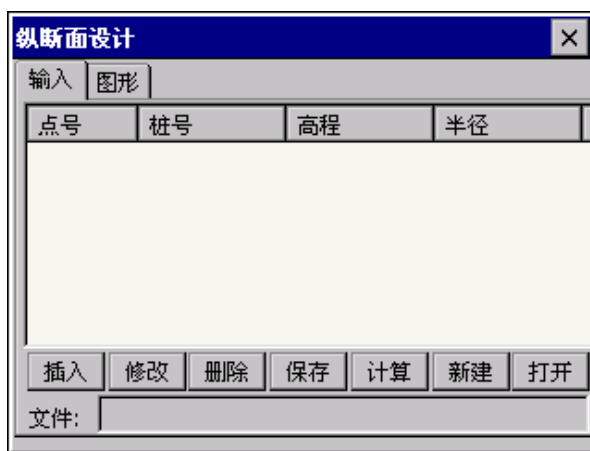 纵断面设计
输入 图形
点号 桩号 高程 半径
插入 修改 删除 保存 计算 新建 打开
文件: